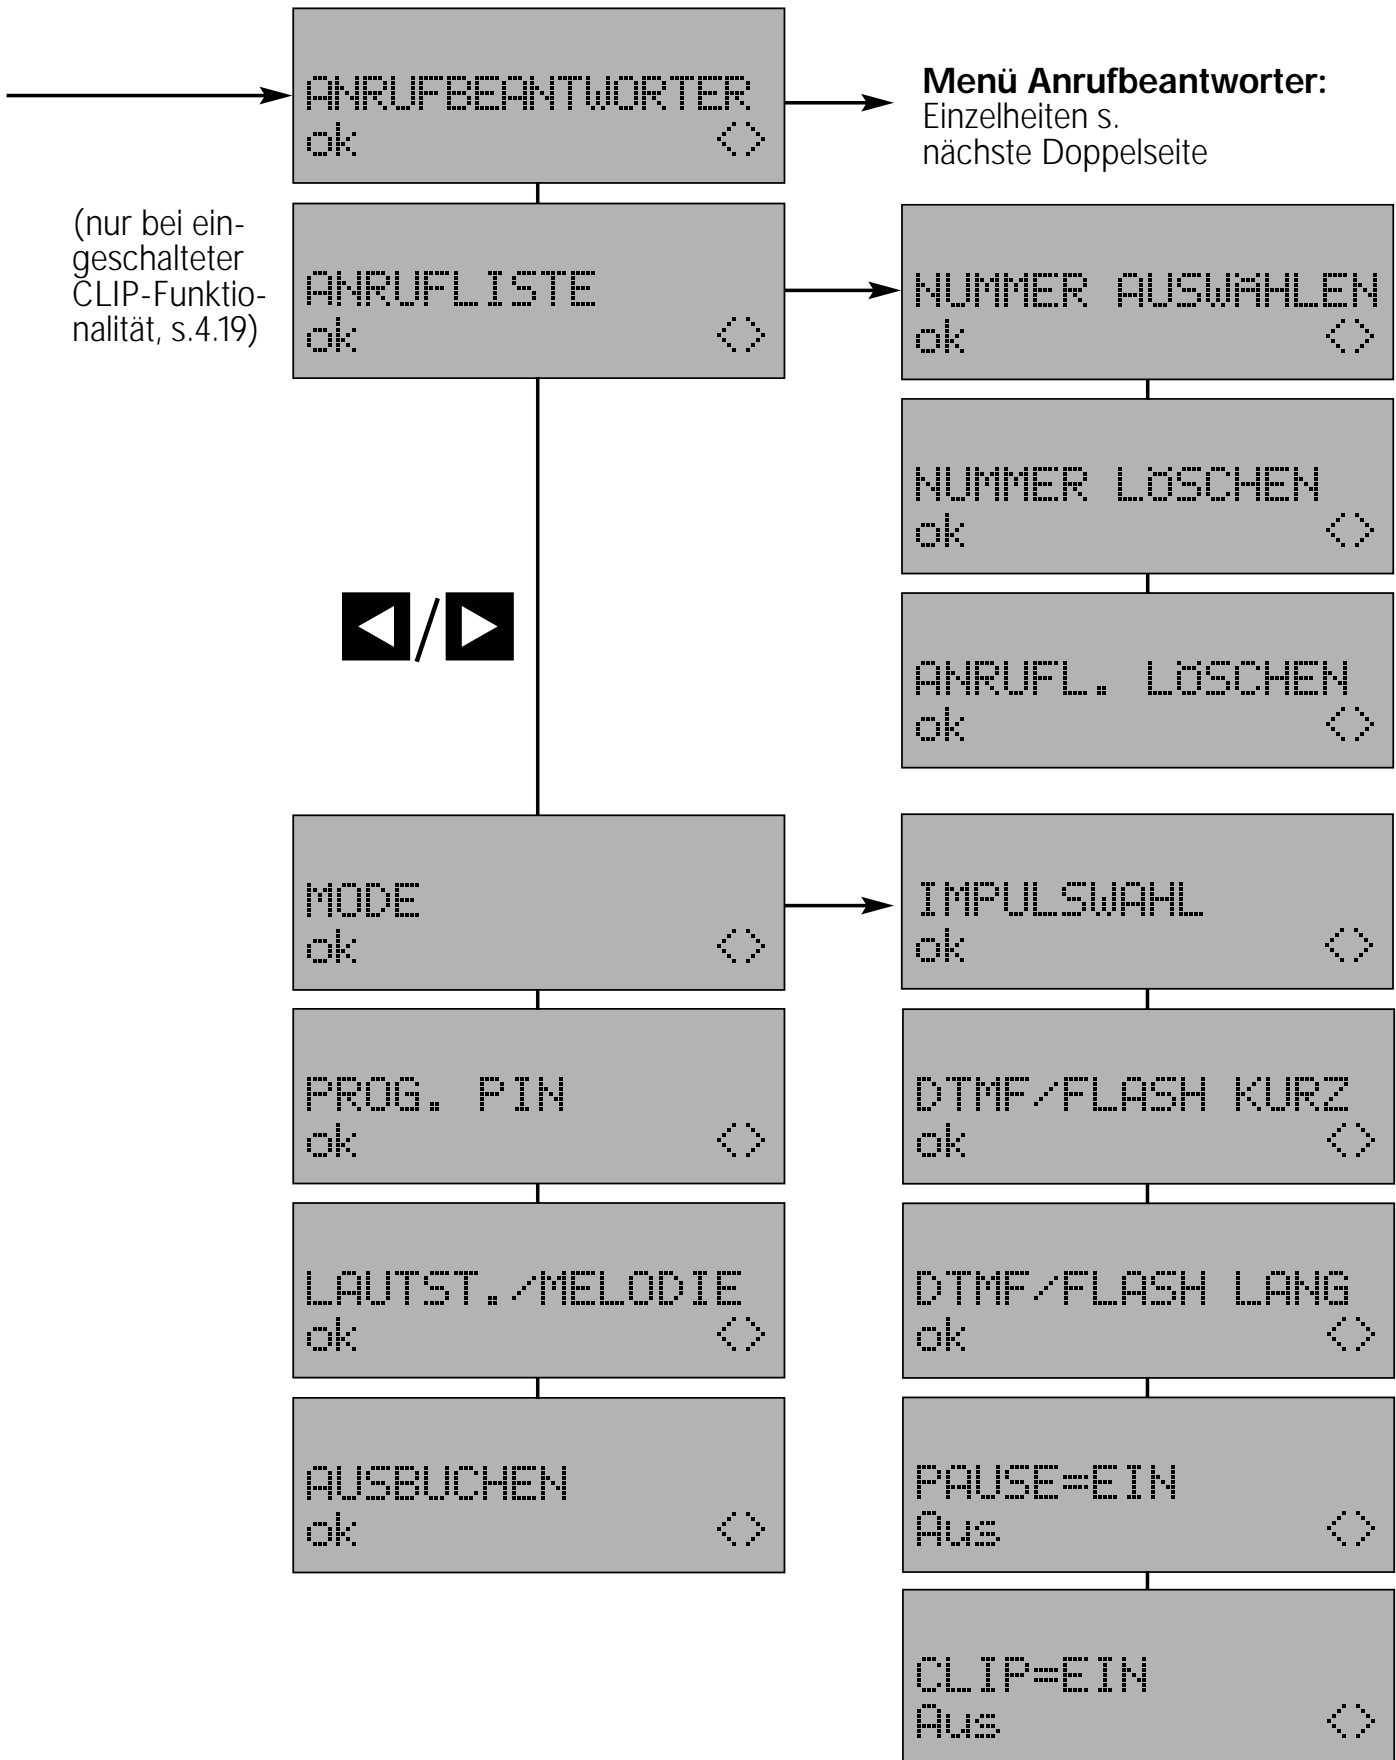 ANRUFBEANTWORTER
ok <>
Menü Anrufbeantworter:
Einzelheiten s.
nächste Doppelseite
(nur bei ein-
geschalteter
CLIP-Funktio-
nalität, s.4.19)
ANRUFLISTE
ok <>
NUMMER AUSWÄHLEN
ok <>
NUMMER LÖSCHEN
ok <>
ANRUFL. LÖSCHEN
ok <>
/
MODE
ok <>
PROG. PIN
ok <>
LAUTST./MELODIE
ok <>
AUSBUCHEN
ok <>
IMPULSWAHL
ok <>
DTMF/FLASH KURZ
ok <>
DTMF/FLASH LANG
ok <>
PAUSE=EIN
Aus <>
CLIP=EIN
Aus <>